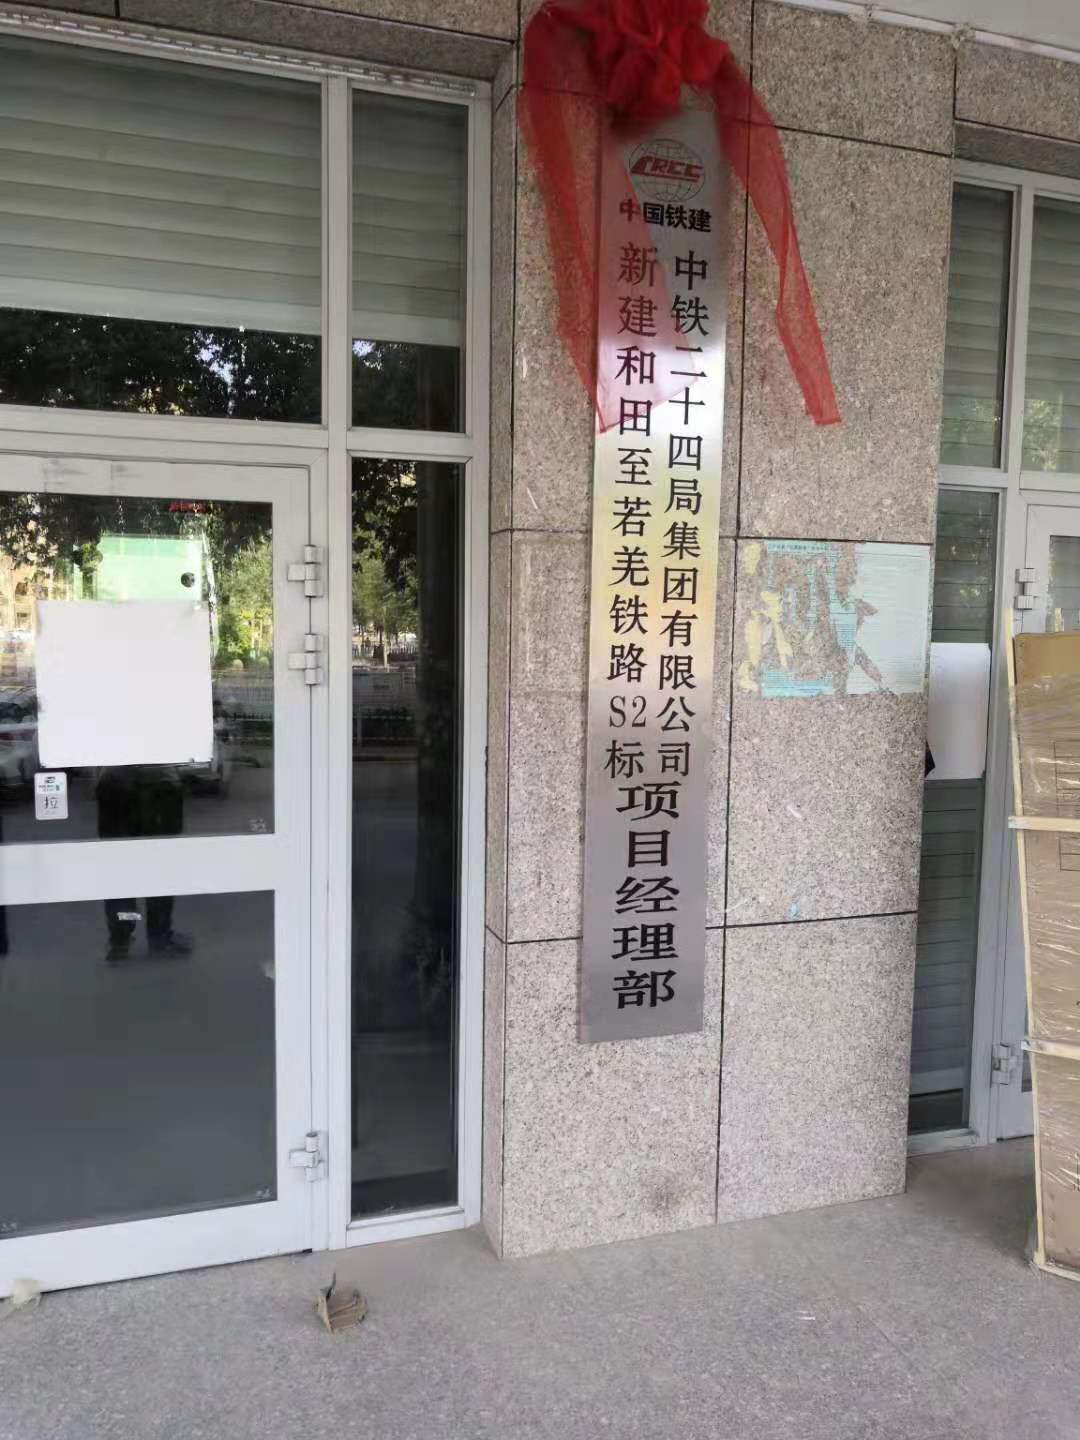 CRCC
中国铁建
中铁二十四局集团有限公司
新建和田至若羌铁路S2标
项目经理部
拉